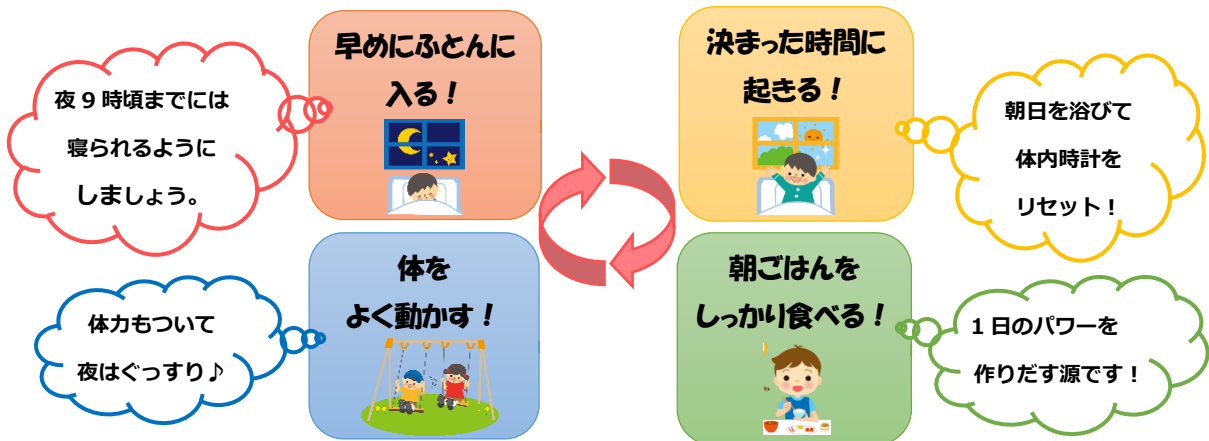 早めにふとんに
入る！
夜９時頃までには
寝られるように
しましょう。
決まった時間に
起きる！
朝日を浴びて
体内時計を
リセット！
体を
よく動かす！
体力もついて
夜はぐっすり♪
朝ごはんを
しっかり食べる！
１日のパワーを
作りだす源です！